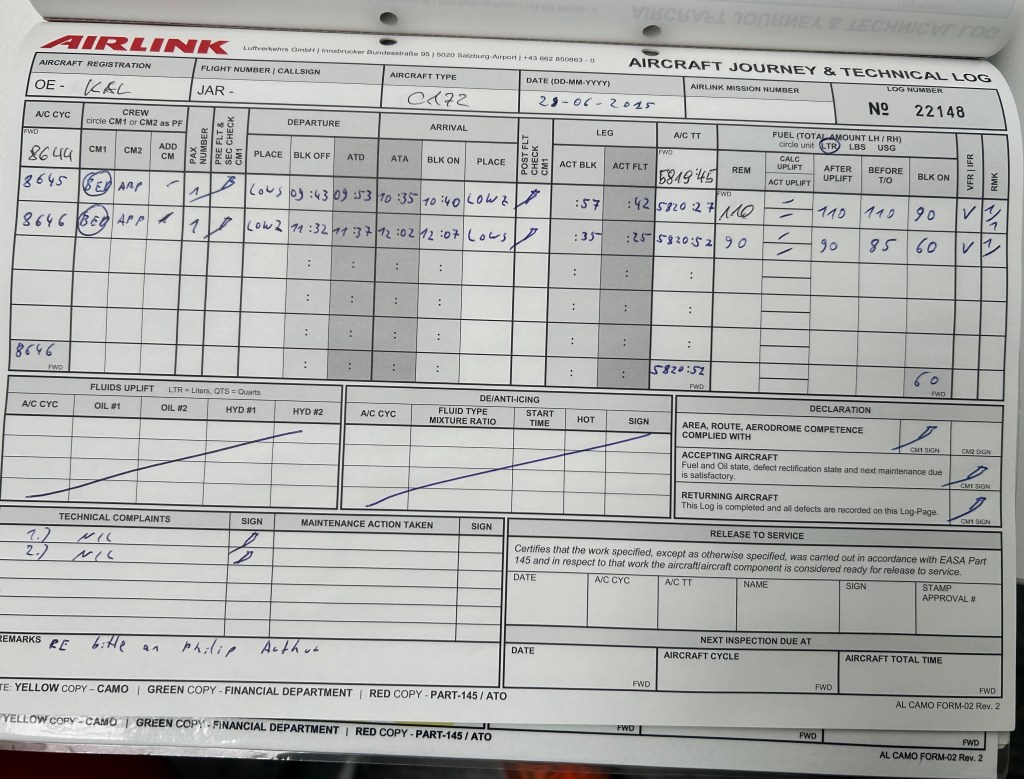 AIRCRAFT JOURNEY & TECHNICAL LOG
AIRLINK Luftverkehrs GmbH | Innsbrucker Bundesstraße 95 | 5020 Salzburg-Airport | +43 662 850863 - 0
AIRCRAFT JOURNEY & TECHNICAL LOG
AIRCRAFT REGISTRATION FLIGHT NUMBER | CALLSIGN AIRCRAFT TYPE DATE (DD-MM-YYYY) AIRLINK MISSION NUMBER LOG NUMBER
OE - KAL JAR - C172 29-06-2015 Nº 22148
A/C CYC CREW PAX NUMBER PRE FLT & SEC CHECK CM1 DEPARTURE ARRIVAL POST FLT CHECK CM1 LEG A/C TT FUEL (TOTAL AMOUNT LH / RH) VFR | IFR RMK
circle CM1 or CM2 as PF circle unit LTR LBS USG
FWD CM1 CM2 ADD CM PLACE BLK OFF ATD ATA BLK ON PLACE ACT BLK ACT FLT FWD REM CALC UPLIFT ACT UPLIFT AFTER UPLIFT BEFORE T/O BLK ON
8644 5819:45 FWD
8645 ARP 1 LOWS 09:43 09:53 10:35 10:40 LOWZ :57 :42 5820:27 110 110 110 90 V 1/1
8646 ARP 1 LOWZ 11:32 11:37 12:02 12:07 LOWS :35 :25 5820:52 90 90 85 60 V 1/
8646 FWD 5820:52 FWD 60 FWD
FLUIDS UPLIFT LTR = Liters, QTS = Quarts
A/C CYC OIL #1 OIL #2 HYD #1 HYD #2
DE/ANTI-ICING
A/C CYC FLUID TYPE MIXTURE RATIO START TIME HOT SIGN
DECLARATION
AREA, ROUTE, AERODROME COMPETENCE
COMPLIED WITH
CM1 SIGN CM2 SIGN
ACCEPTING AIRCRAFT
Fuel and Oil state, defect rectification state and next maintenance due
is satisfactory.
CM1 SIGN
RETURNING AIRCRAFT
This Log is completed and all defects are recorded on this Log-Page.
CM1 SIGN
TECHNICAL COMPLAINTS SIGN MAINTENANCE ACTION TAKEN SIGN
1.) NIL
2.) NIL
RELEASE TO SERVICE
Certifies that the work specified, except as otherwise specified, was carried out in accordance with EASA Part
145 and in respect to that work the aircraft/aircraft component is considered ready for release to service.
DATE A/C CYC A/C TT NAME SIGN STAMP
APPROVAL #
NEXT INSPECTION DUE AT
DATE AIRCRAFT CYCLE AIRCRAFT TOTAL TIME
FWD FWD FWD
REMARKS RE bitte an Philip
TE: YELLOW COPY – CAMO | GREEN COPY - FINANCIAL DEPARTMENT | RED COPY - PART-145 / ATO
AL CAMO FORM-02 Rev. 2
YELLOW COPY – CAMO | GREEN COPY - FINANCIAL DEPARTMENT | RED COPY - PART-145 / ATO
FWD FWD FWD
AL CAMO FORM-02 Rev. 2